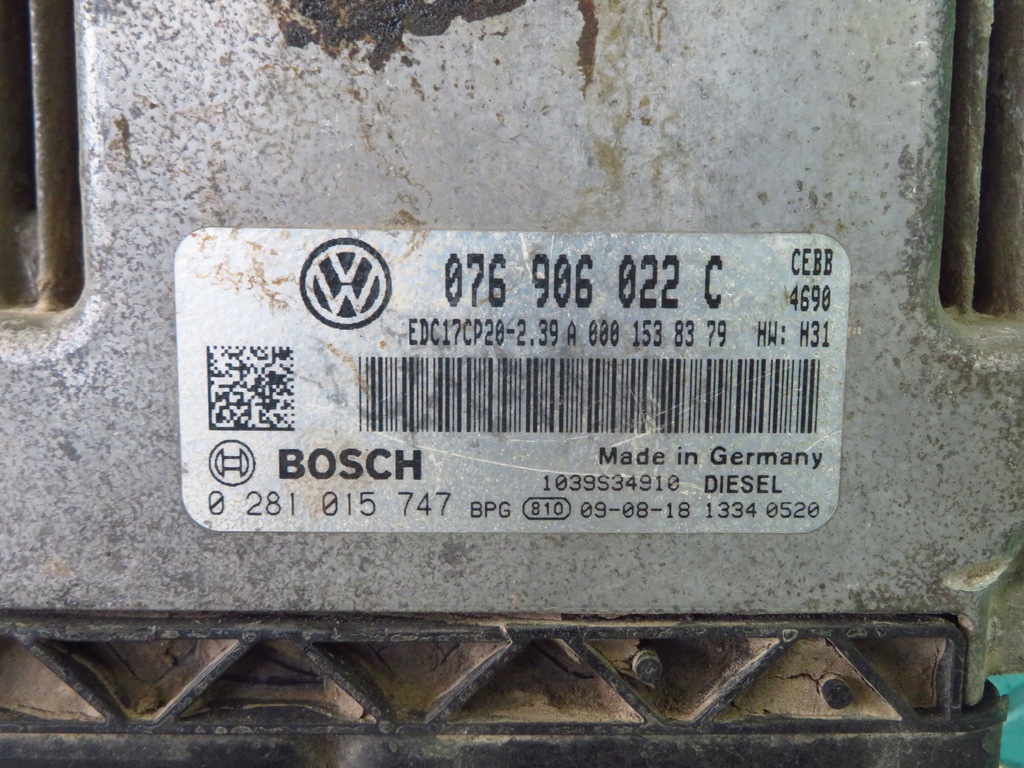 VW 076 906 022 C CEBB
4690
EDC17CP20-2.39 A 000 153 83 79 HW: H31
BOSCH Made in Germany
1039S34910 DIESEL
0 281 015 747 BPG 810 09-08-18 1334 0520